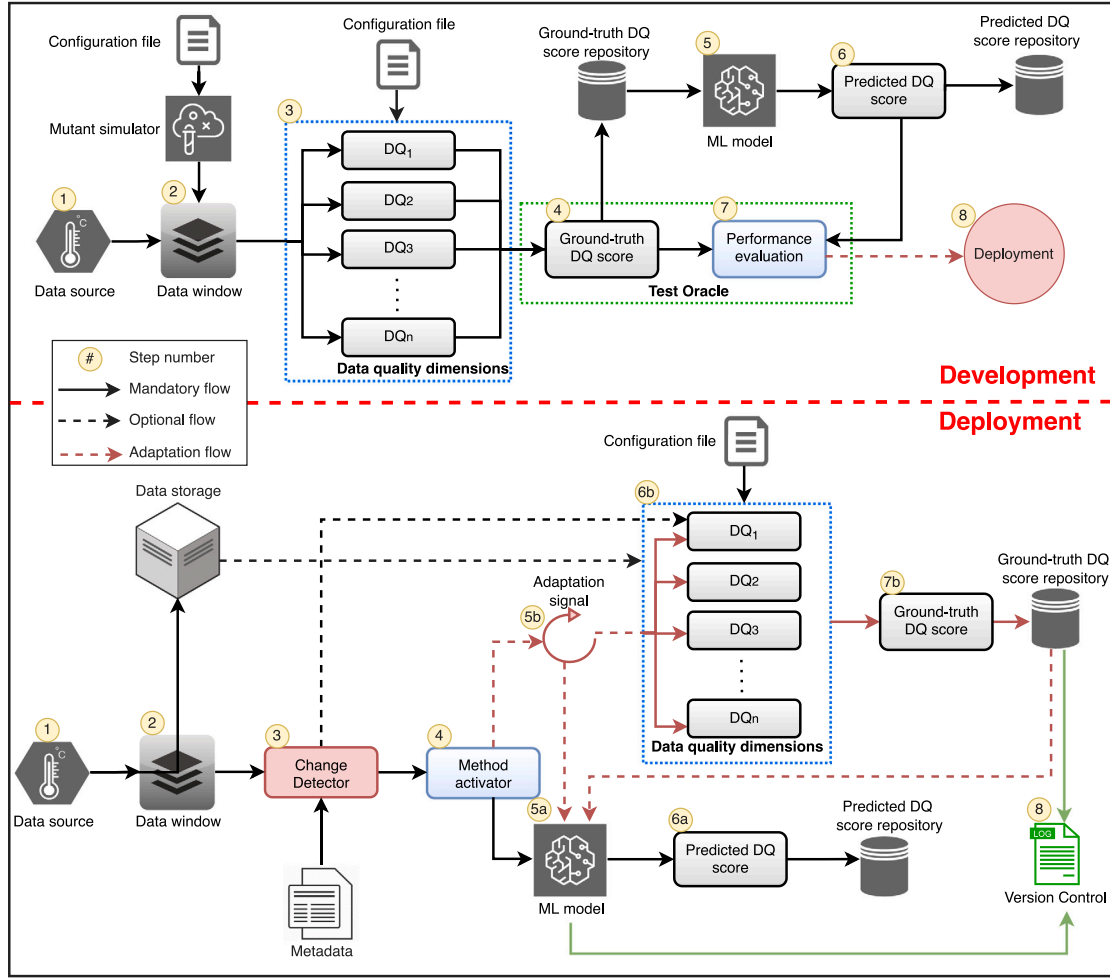 Configuration file
Mutant simulator
1
°C
Data source
2
Data window
Configuration file
3
DQ1
DQ2
DQ3
DQn
Data quality dimensions
Ground-truth DQ
score repository
5
ML model
6
Predicted DQ
score
Predicted DQ
score repository
4
Ground-truth
DQ score
7
Performance
evaluation
Test Oracle
8
Deployment
#
Step number
Mandatory flow
Optional flow
Adaptation flow
Development
Deployment
Data storage
Configuration file
6b
DQ1
DQ2
DQ3
DQn
Data quality dimensions
Adaptation
signal
5b
7b
Ground-truth
DQ score
Ground-truth DQ
score repository
1
°C
Data source
2
Data window
3
Change
Detector
4
Method
activator
Metadata
5a
ML model
6a
Predicted DQ
score
Predicted DQ
score repository
8
LOG
Version Control